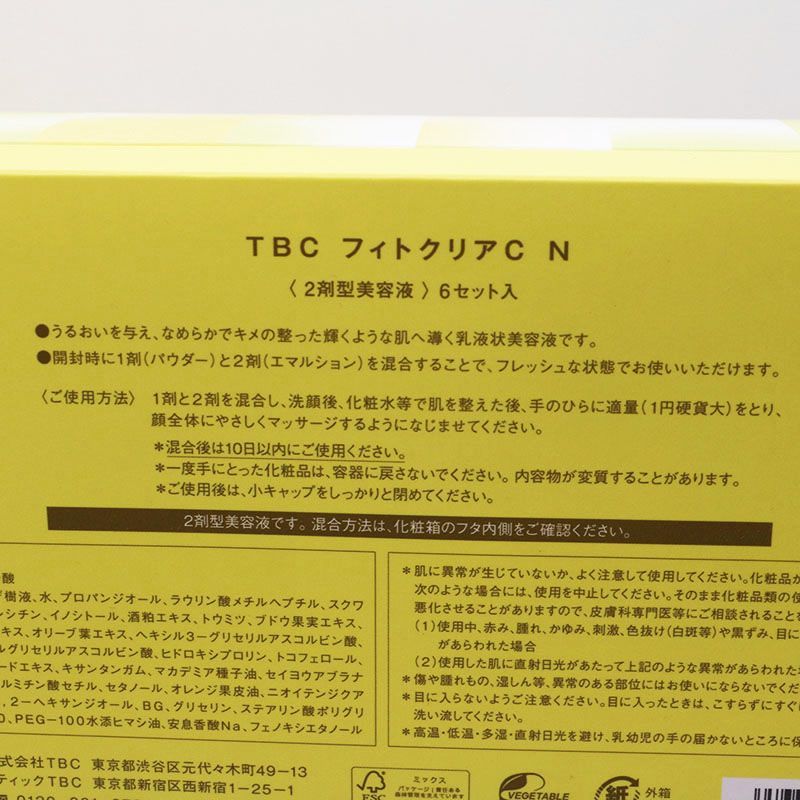 TBC フィトクリアC N
〈 2剤型美容液 〉 6セット入
●うるおいを与え、なめらかでキメの整った輝くような肌へ導く乳液状美容液です。
●開封時に1剤(パウダー)と2剤(エマルション)を混合することで、フレッシュな状態でお使いいただけます。
〈ご使用方法〉 1剤と2剤を混合し、洗顔後、化粧水等で肌を整えた後、手のひらに適量(1円硬貨大)をとり、
顔全体にやさしくマッサージするようになじませてください。
*混合後は10日以内にご使用ください。
*一度手にとった化粧品は、容器に戻さないでください。内容物が変質することがあります。
*ご使用後は、小キャップをしっかりと閉めてください。
2剤型美容液です。混合方法は、化粧箱のフタ内側をご確認ください。
酸
樹液、水、プロパンジオール、ラウリン酸メチルヘプチル、スクワ
シチン、イノシトール、酒粕エキス、トウミツ、ブドウ果実エキス、
キス、オリーブ葉エキス、ヘキシル3-グリセリルアスコルビン酸、
ルグリセリルアスコルビン酸、ヒドロキシプロリン、トコフェロール、
ードエキス、キサンタンガム、マカデミア種子油、セイヨウアブラナ
ルミチン酸セチル、セタノール、オレンジ果皮油、ニオイテンジクア
、2-ヘキサンジオール、BG、グリセリン、ステアリン酸ポリグリ
0、PEG-100水添ヒマシ油、安息香酸Na、フェノキシエタノール
*肌に異常が生じていないか、よく注意して使用してください。化粧品が
次のような場合には、使用を中止してください。そのまま化粧品類の使
悪化させることがありますので、皮膚科専門医等にご相談されることを
(1)使用中、赤み、腫れ、かゆみ、刺激、色抜け(白斑等)や黒ずみ、目に
があらわれた場合
(2)使用した肌に直射日光があたって上記のような異常があらわれた場
*傷や腫れもの、湿しん等、異常のある部位にはお使いにならないでくだ
*目に入らないようご注意ください。目に入ったときは、こすらずにすぐに
洗い流してください。
*高温・低温・多湿・直射日光を避け、乳幼児の手の届かないところに保
式会社TBC 東京都渋谷区元代々木町49-13
ティックTBC 東京都新宿区西新宿1-25-1
FSC
ミックス
パッケージ|責任ある
森林管理を支えています
VEGETABLE
紙
外箱